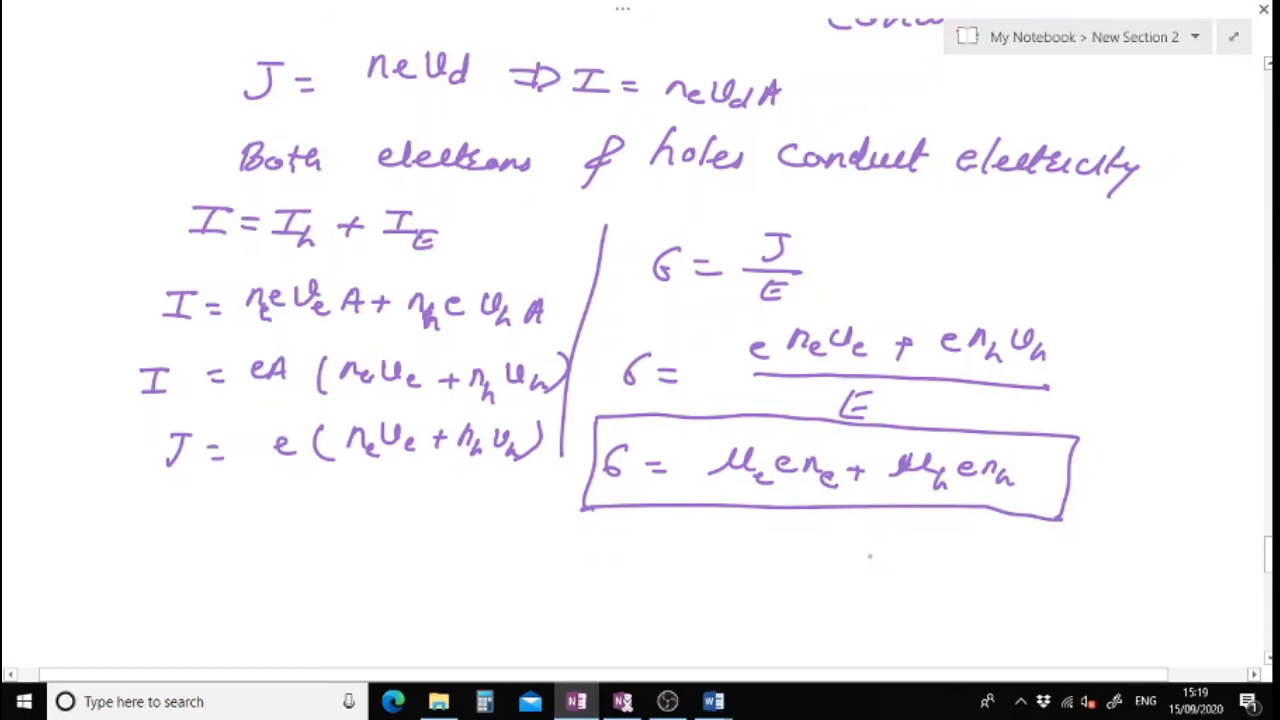 My Notebook > New Section 2
J = neVd ⇒ I = neVdA
Both electrons & holes conduct electricity
I = Ih + IE
I = neeVeA + nheVhA
I = eA (neVe + nhVh)
J = e (neVe + nhVh)
σ = J/E
σ = (eneVe + enhVh)/E
σ = μeene + μhenh
Type here to search
ENG
15:19
15/09/2020
1